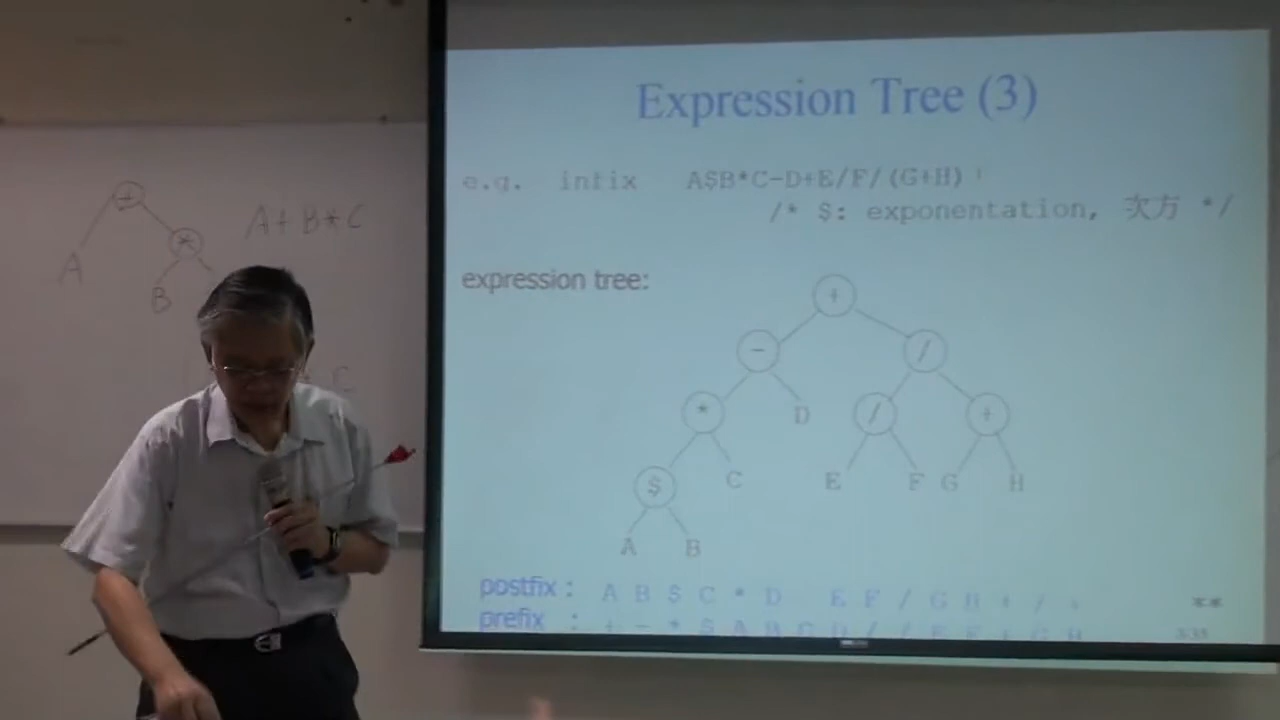 Expression Tree (3)
e.g. infix A$B*C-D+E/F/(G+H)
/* $: exponentation, 次方 */
expression tree:
+
- /
* D / +
$ C E F G H
A B
postfix : A B $ C * D E F / G H + / +
prefix : + - * $ A B C D / / E F + G H
**
+
A + B * C
*
A
B
C